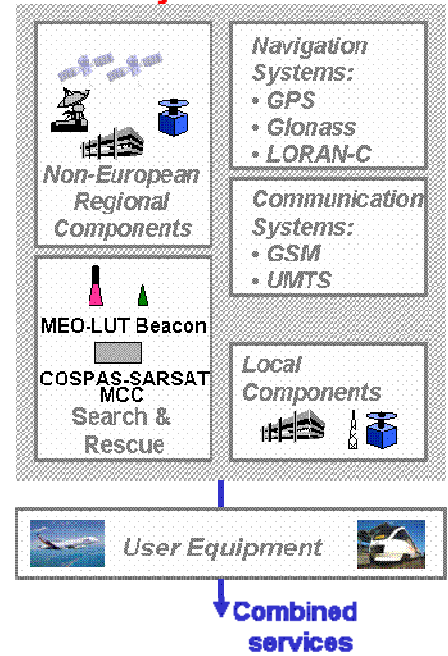 Non-European
Regional
Components
MEO-LUT Beacon
COSPAS-SARSAT
MCC
Search &
Rescue
Navigation
Systems:
• GPS
• Glonass
• LORAN-C
Communication
Systems:
• GSM
• UMTS
Local
Components
User Equipment
Combined
services